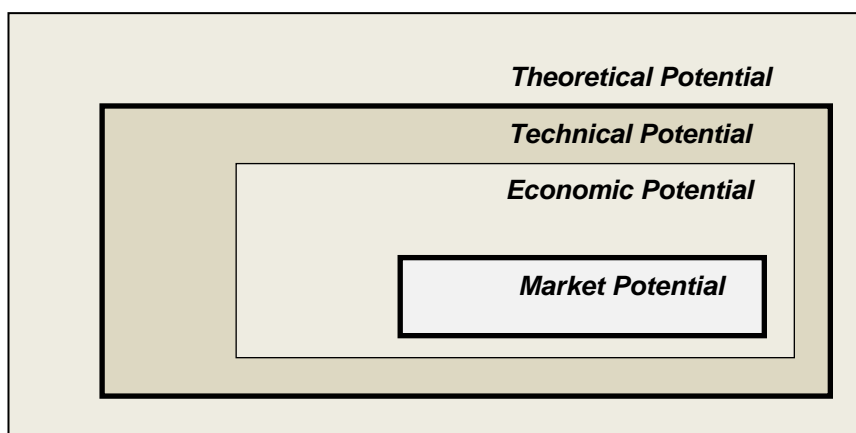 Theoretical Potential
Technical Potential
Economic Potential
Market Potential